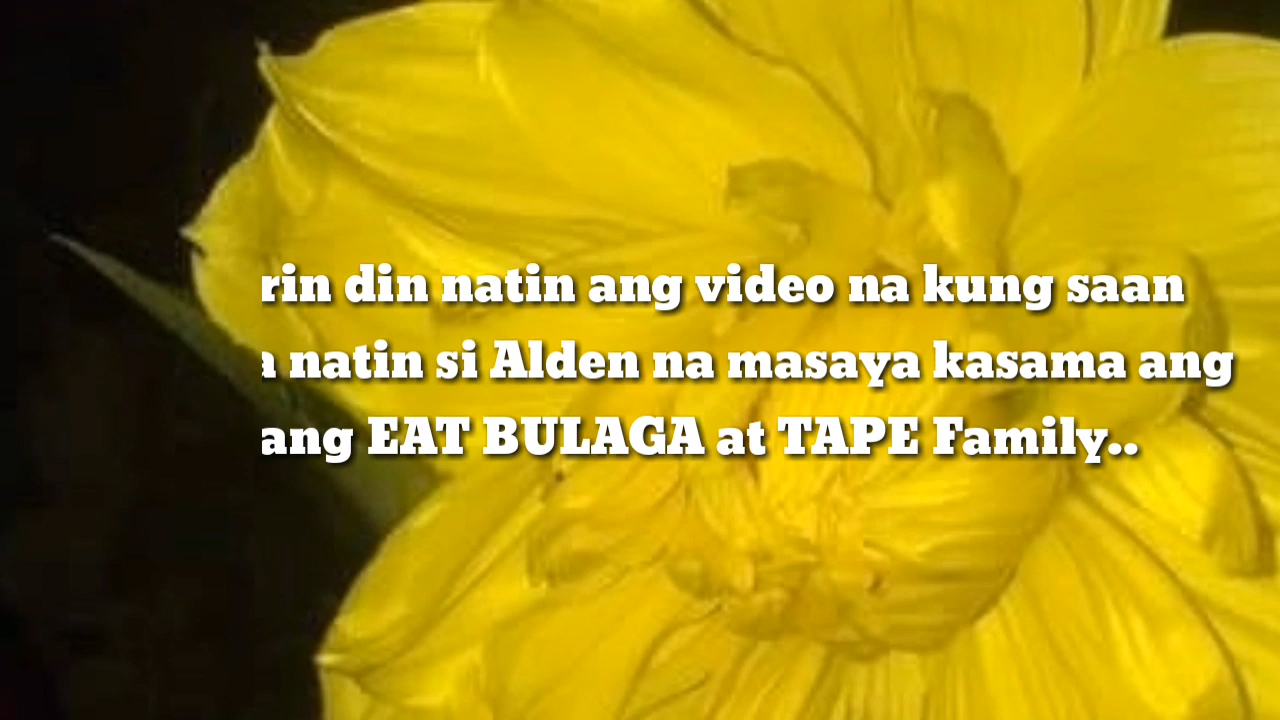 rin din natin ang video na kung saan
natin si Alden na masaya kasama ang
ang EAT BULAGA at TAPE Family..